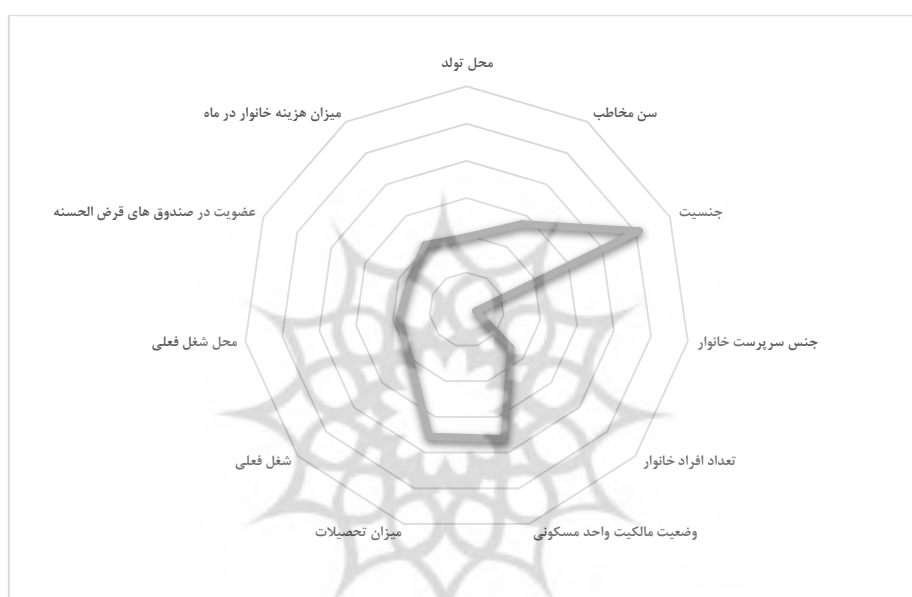 محل تولد
سن مخاطب
میزان هزینه خانوار در ماه
جنسیت
عضویت در صندوق های قرض الحسنه
جنس سرپرست خانوار
محل شغل فعلی
تعداد افراد خانوار
شغل فعلی
وضعیت مالکیت واحد مسکونی
میزان تحصیلات